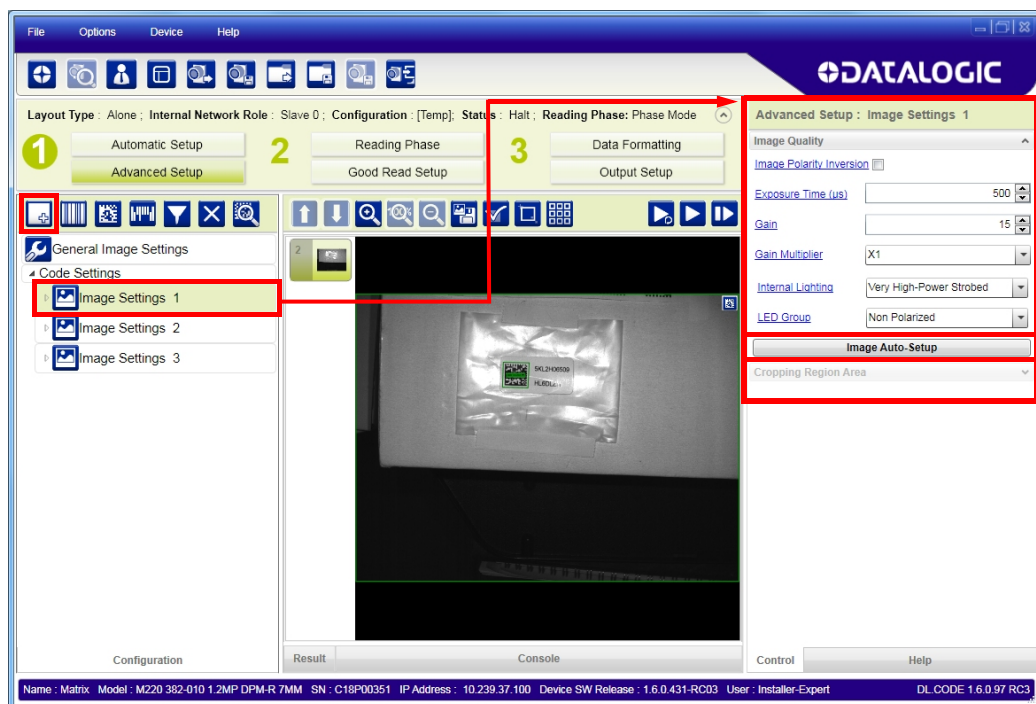 File Options Device Help
DATALOGIC
Layout Type : Alone ; Internal Network Role : Slave 0 ; Configuration : [Temp]; Status : Halt ; Reading Phase: Phase Mode
1 Automatic Setup 2 Reading Phase 3 Data Formatting
Advanced Setup Good Read Setup Output Setup
General Image Settings
Code Settings
Image Settings 1
Image Settings 2
Image Settings 3
Configuration
100%
2
5KL2H06509
Result Console
Advanced Setup : Image Settings 1
Image Quality
Image Polarity Inversion
Exposure Time (us) 500
Gain 15
Gain Multiplier X1
Internal Lighting Very High-Power Strobed
LED Group Non Polarized
Image Auto-Setup
Cropping Region Area
Control Help
Name : Matrix Model : M220 382-010 1.2MP DPM-R 7MM SN : C18P00351 IP Address : 10.239.37.100 Device SW Release : 1.6.0.431-RC03 User : Installer-Expert DL.CODE 1.6.0.97 RC3